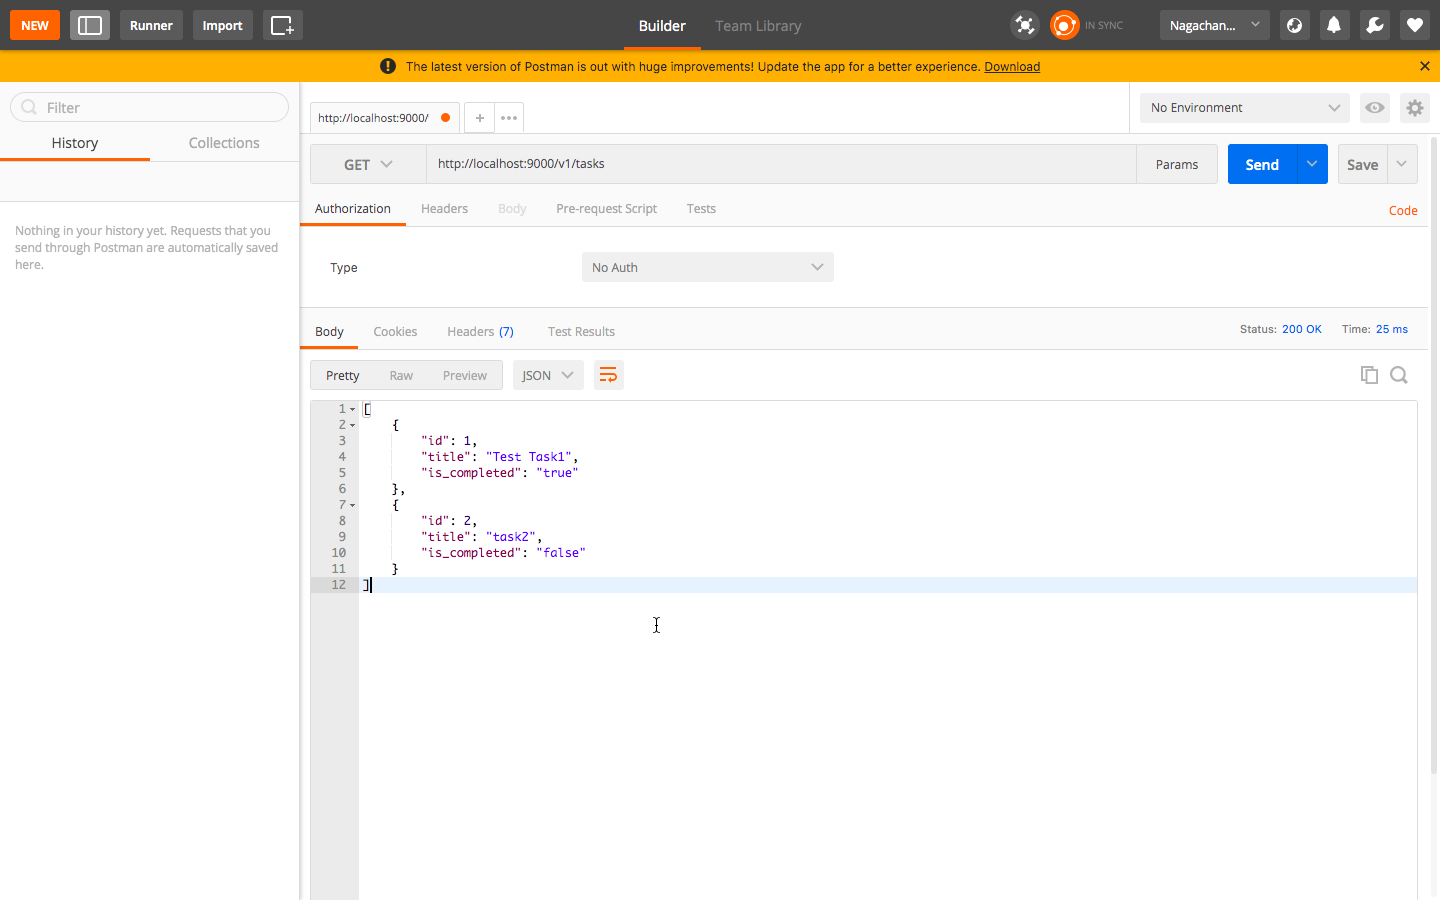 NEW Runner Import Builder Team Library IN SYNC Nagachan...
The latest version of Postman is out with huge improvements! Update the app for a better experience. Download
Filter
History Collections
Nothing in your history yet. Requests that you
send through Postman are automatically saved
here.
http://localhost:9000/ + ••• No Environment
GET http://localhost:9000/v1/tasks Params Send Save
Authorization Headers Body Pre-request Script Tests Code
Type No Auth
Body Cookies Headers (7) Test Results Status: 200 OK Time: 25 ms
Pretty Raw Preview JSON
1 [
2 {
3 "id": 1,
4 "title": "Test Task1",
5 "is_completed": "true"
6 },
7 {
8 "id": 2,
9 "title": "task2",
10 "is_completed": "false"
11 }
12 ]